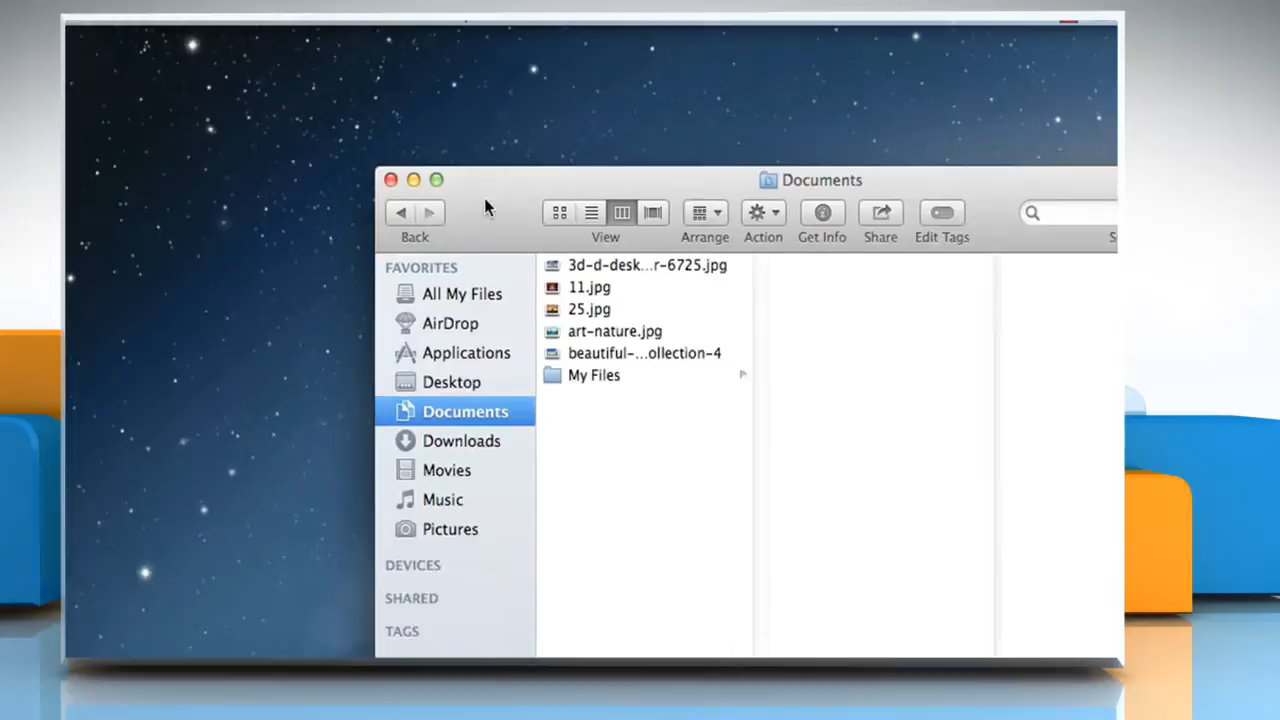 Documents
Back
View
Arrange
Action
Get Info
Share
Edit Tags
S
FAVORITES
All My Files
AirDrop
Applications
Desktop
Documents
Downloads
Movies
Music
Pictures
DEVICES
SHARED
TAGS
3d-d-desk...r-6725.jpg
11.jpg
25.jpg
art-nature.jpg
beautiful-...ollection-4
My Files